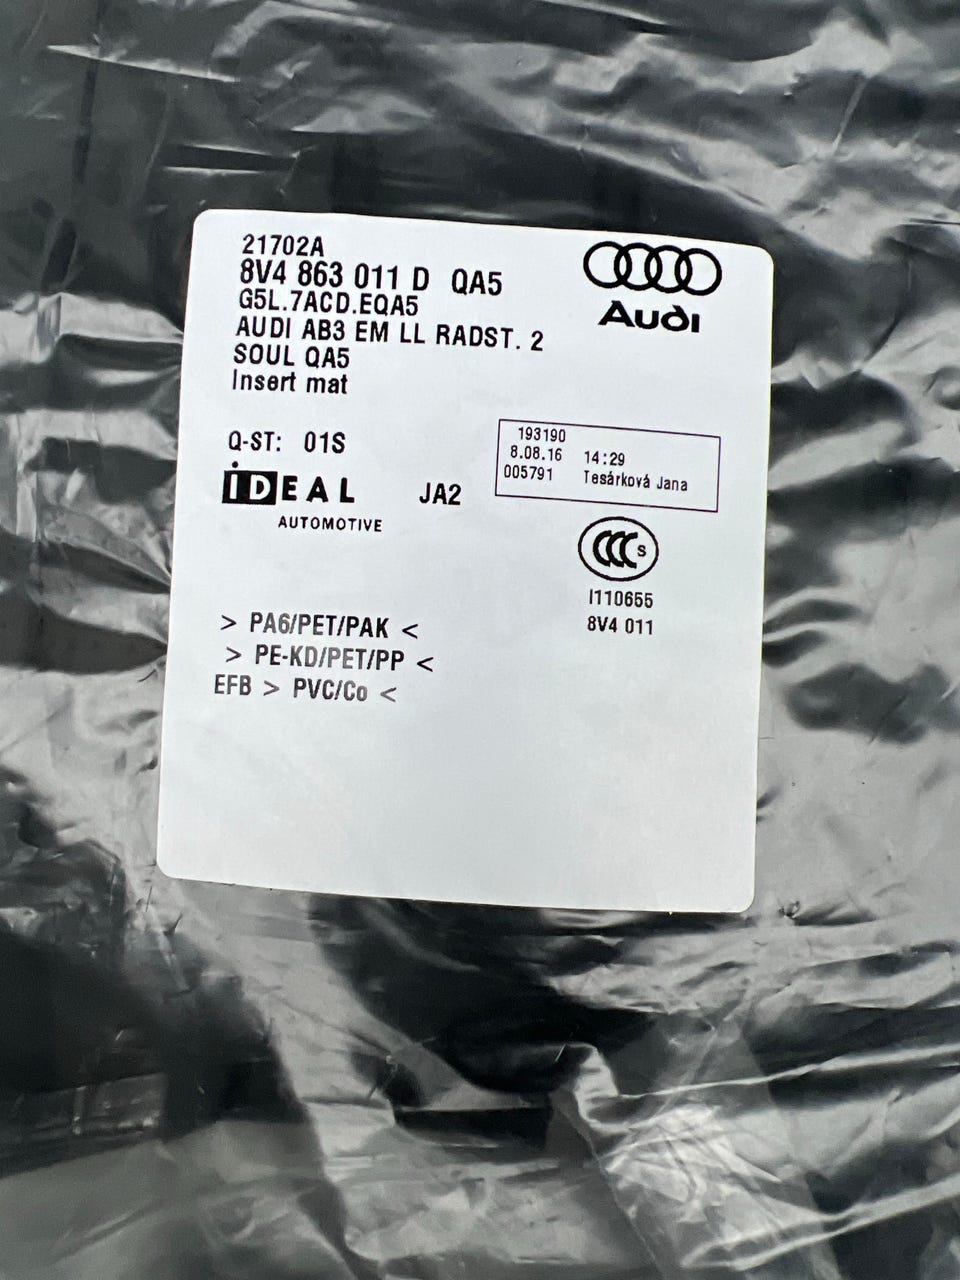 21702A
8V4 863 011 D QA5
G5L.7ACD.EQA5
AUDI AB3 EM LL RADST. 2
SOUL QA5
Insert mat
Audi
Q-ST: 01S
193190
8.08.16 14:29
005791 Tesárková Jana
iDEAL
AUTOMOTIVE
JA2
CCC S
I110655
8V4 011
> PA6/PET/PAK <
> PE-KD/PET/PP <
EFB > PVC/Co <